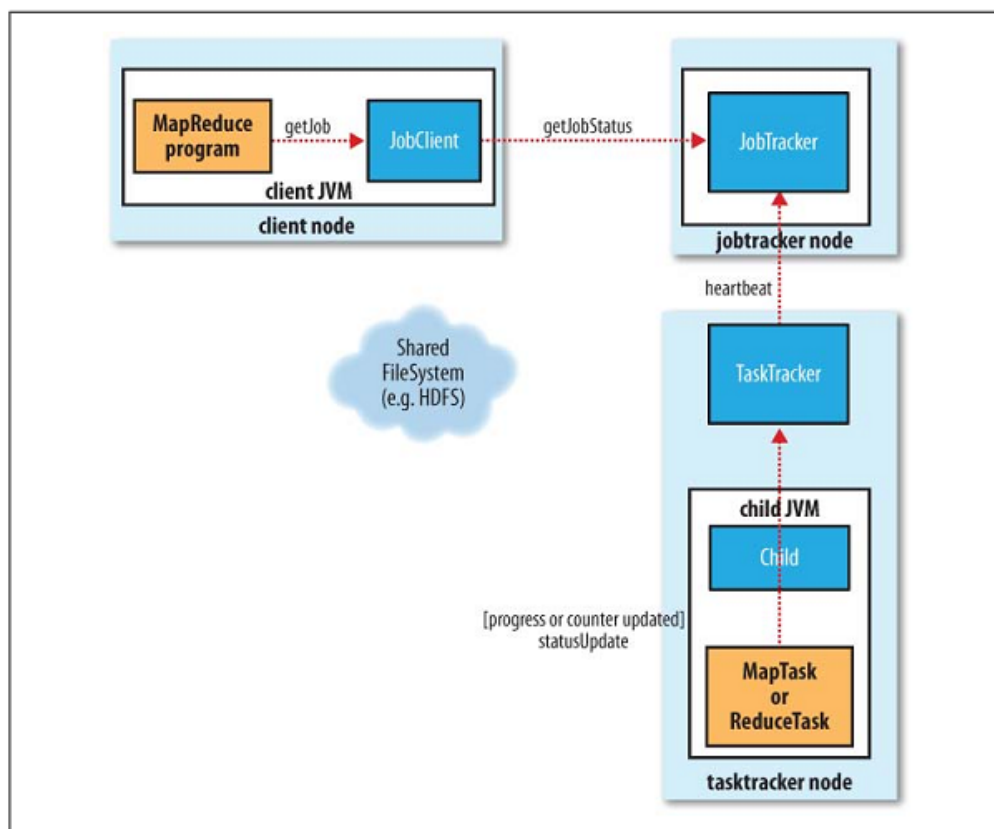 MapReduce
program
getJob
JobClient
client JVM
client node
getJobStatus
JobTracker
jobtracker node
heartbeat
Shared
FileSystem
(e.g. HDFS)
TaskTracker
child JVM
Child
[progress or counter updated]
statusUpdate
MapTask
or
ReduceTask
tasktracker node